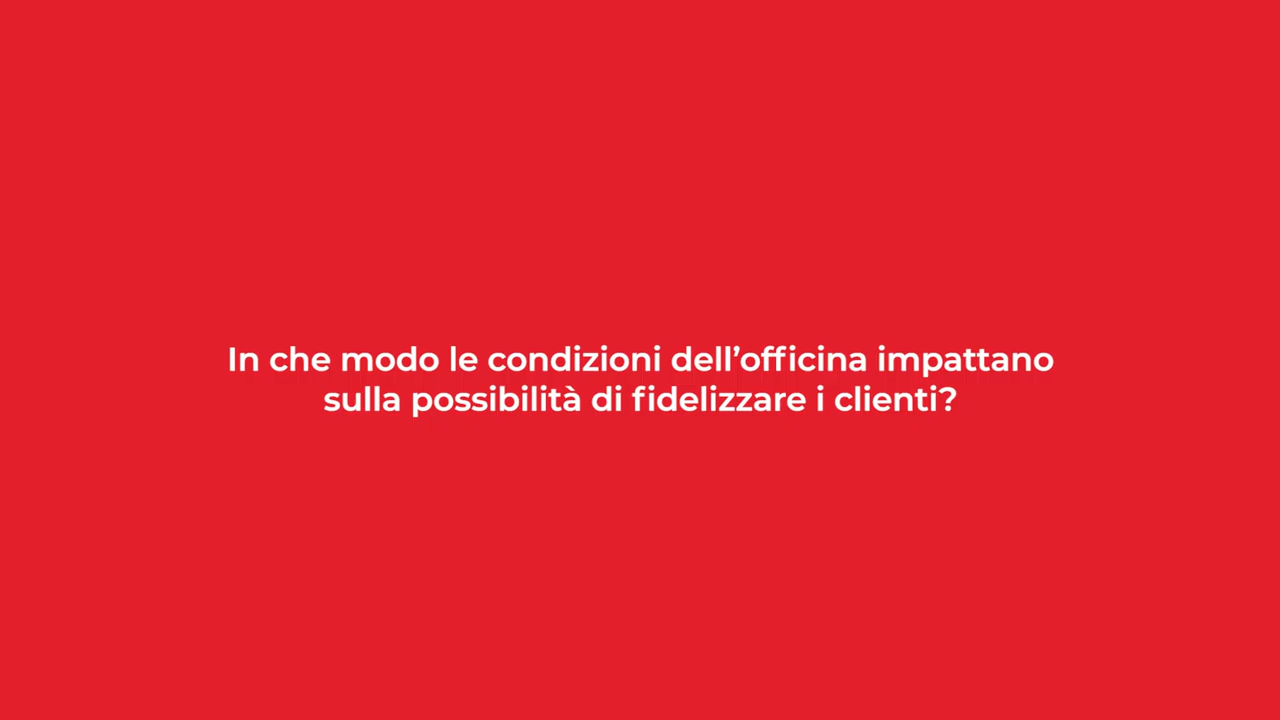 In che modo le condizioni dell’officina impattano
sulla possibilità di fidelizzare i clienti?